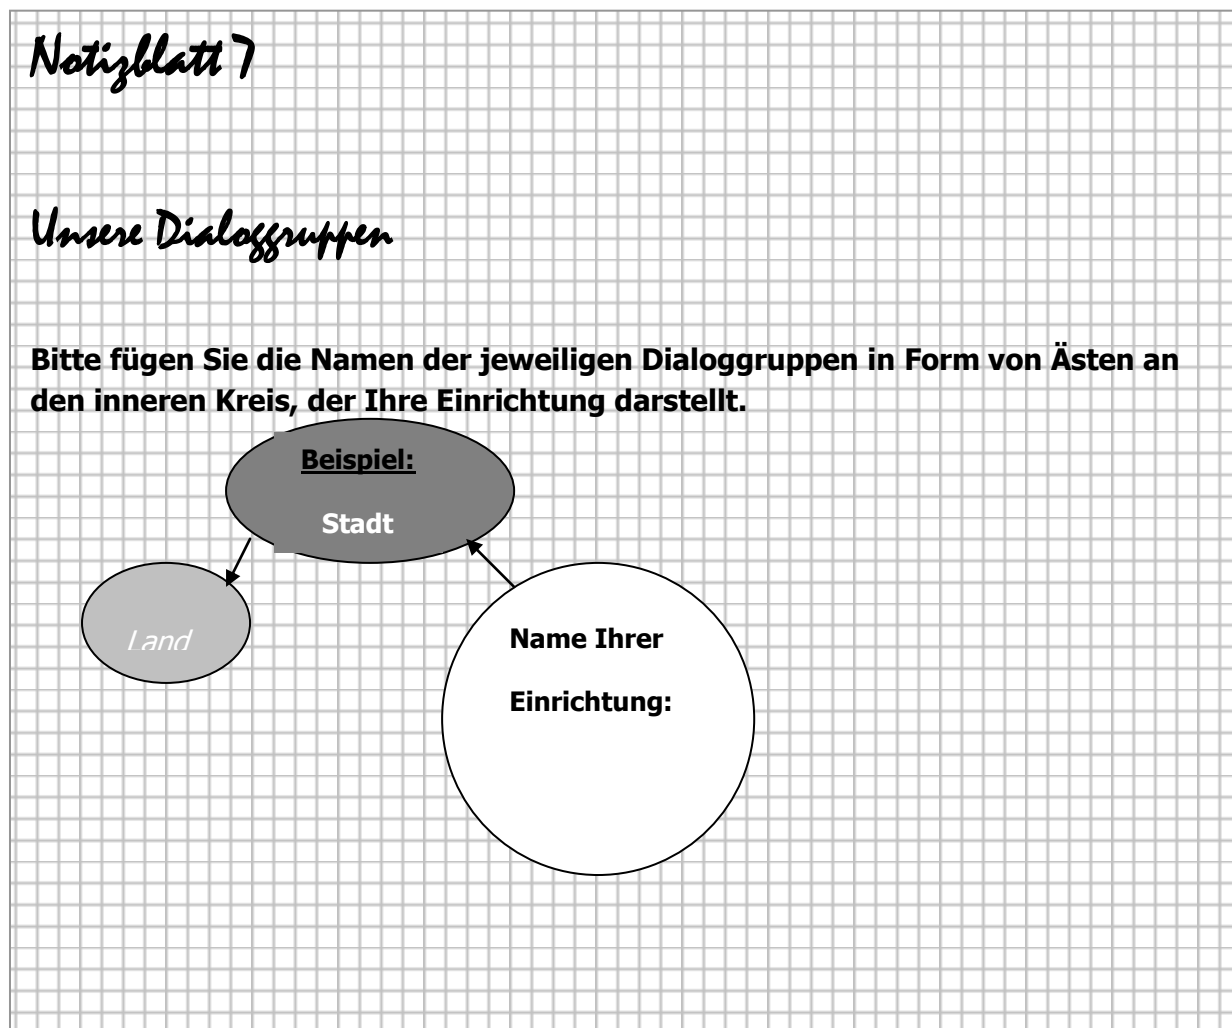 Notizblatt 7
Unsere Dialoggruppen
Bitte fügen Sie die Namen der jeweiligen Dialoggruppen in Form von Ästen an
den inneren Kreis, der Ihre Einrichtung darstellt.
Beispiel:
Stadt
Land
Name Ihrer
Einrichtung: